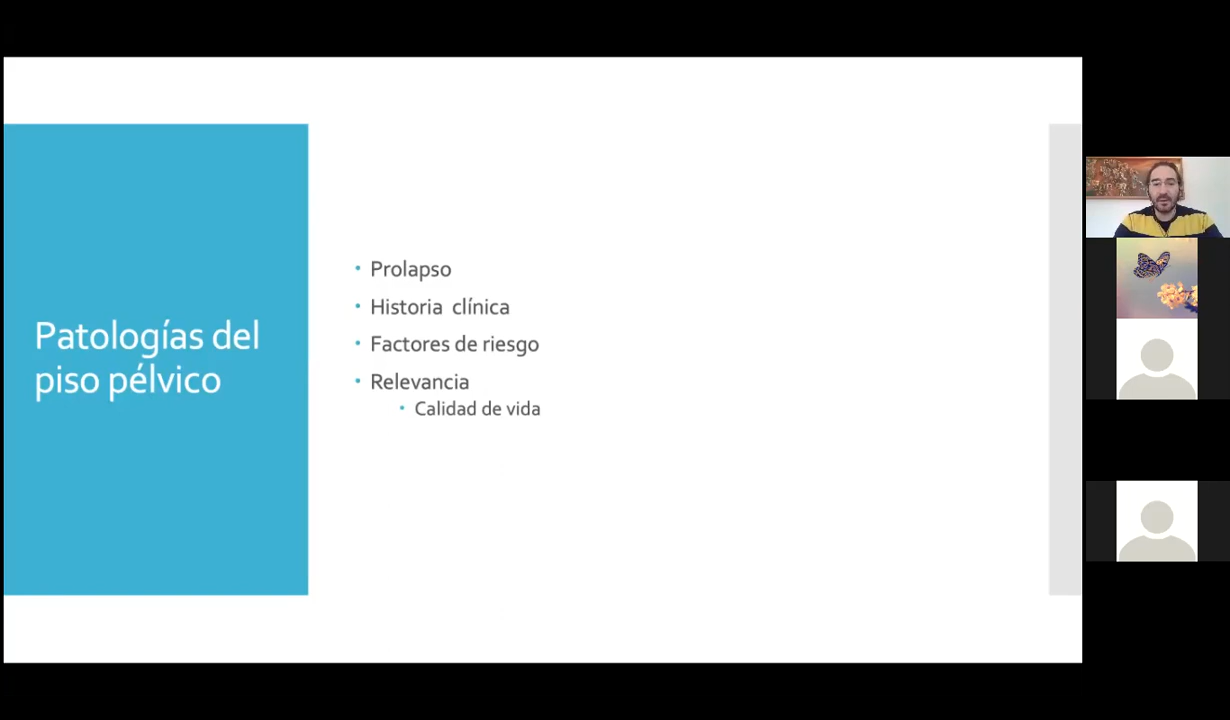 Patologías del
piso pélvico
• Prolapso
• Historia clínica
• Factores de riesgo
• Relevancia
• Calidad de vida